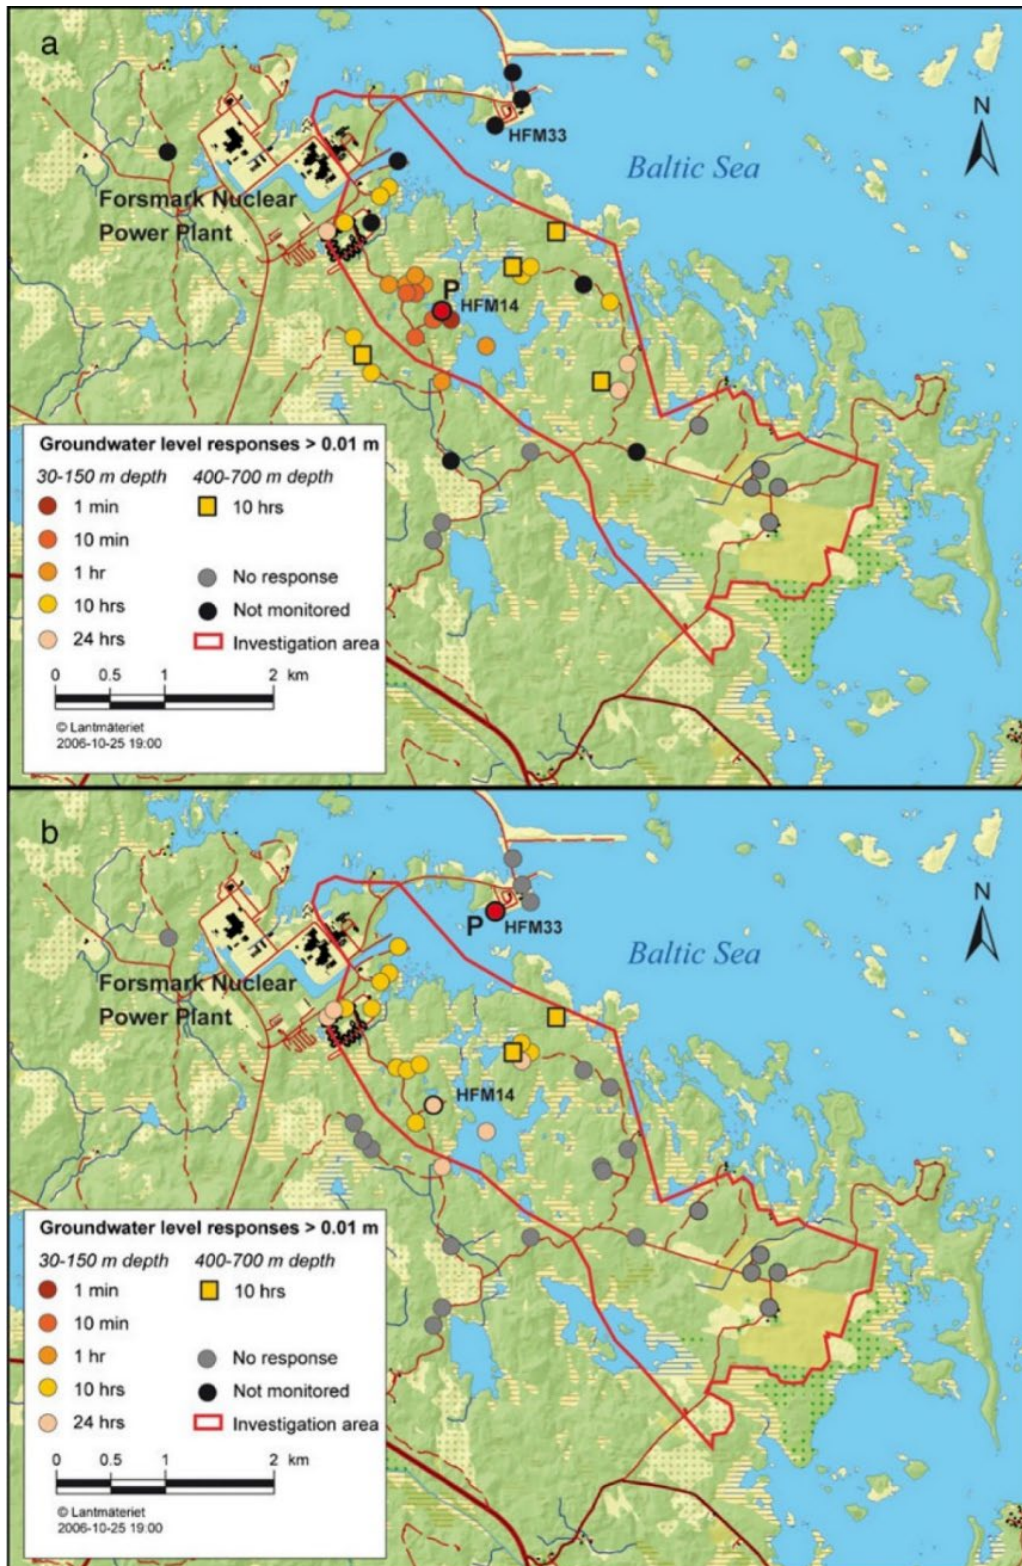 a
N
HFM33
Baltic Sea
Forsmark Nuclear
Power Plant
P
HFM14
Groundwater level responses > 0.01 m
30-150 m depth 400-700 m depth
1 min 10 hrs
10 min
1 hr No response
10 hrs Not monitored
24 hrs Investigation area
0 1 2 km
© Lantmäteriet
2006-10-25 19:00
b
N
P HFM33
Baltic Sea
Forsmark Nuclear
Power Plant
HFM14
Groundwater level responses > 0.01 m
30-150 m depth 400-700 m depth
1 min 10 hrs
10 min
1 hr No response
10 hrs Not monitored
24 hrs Investigation area
0 1 2 km
© Lantmäteriet
2006-10-25 19:00